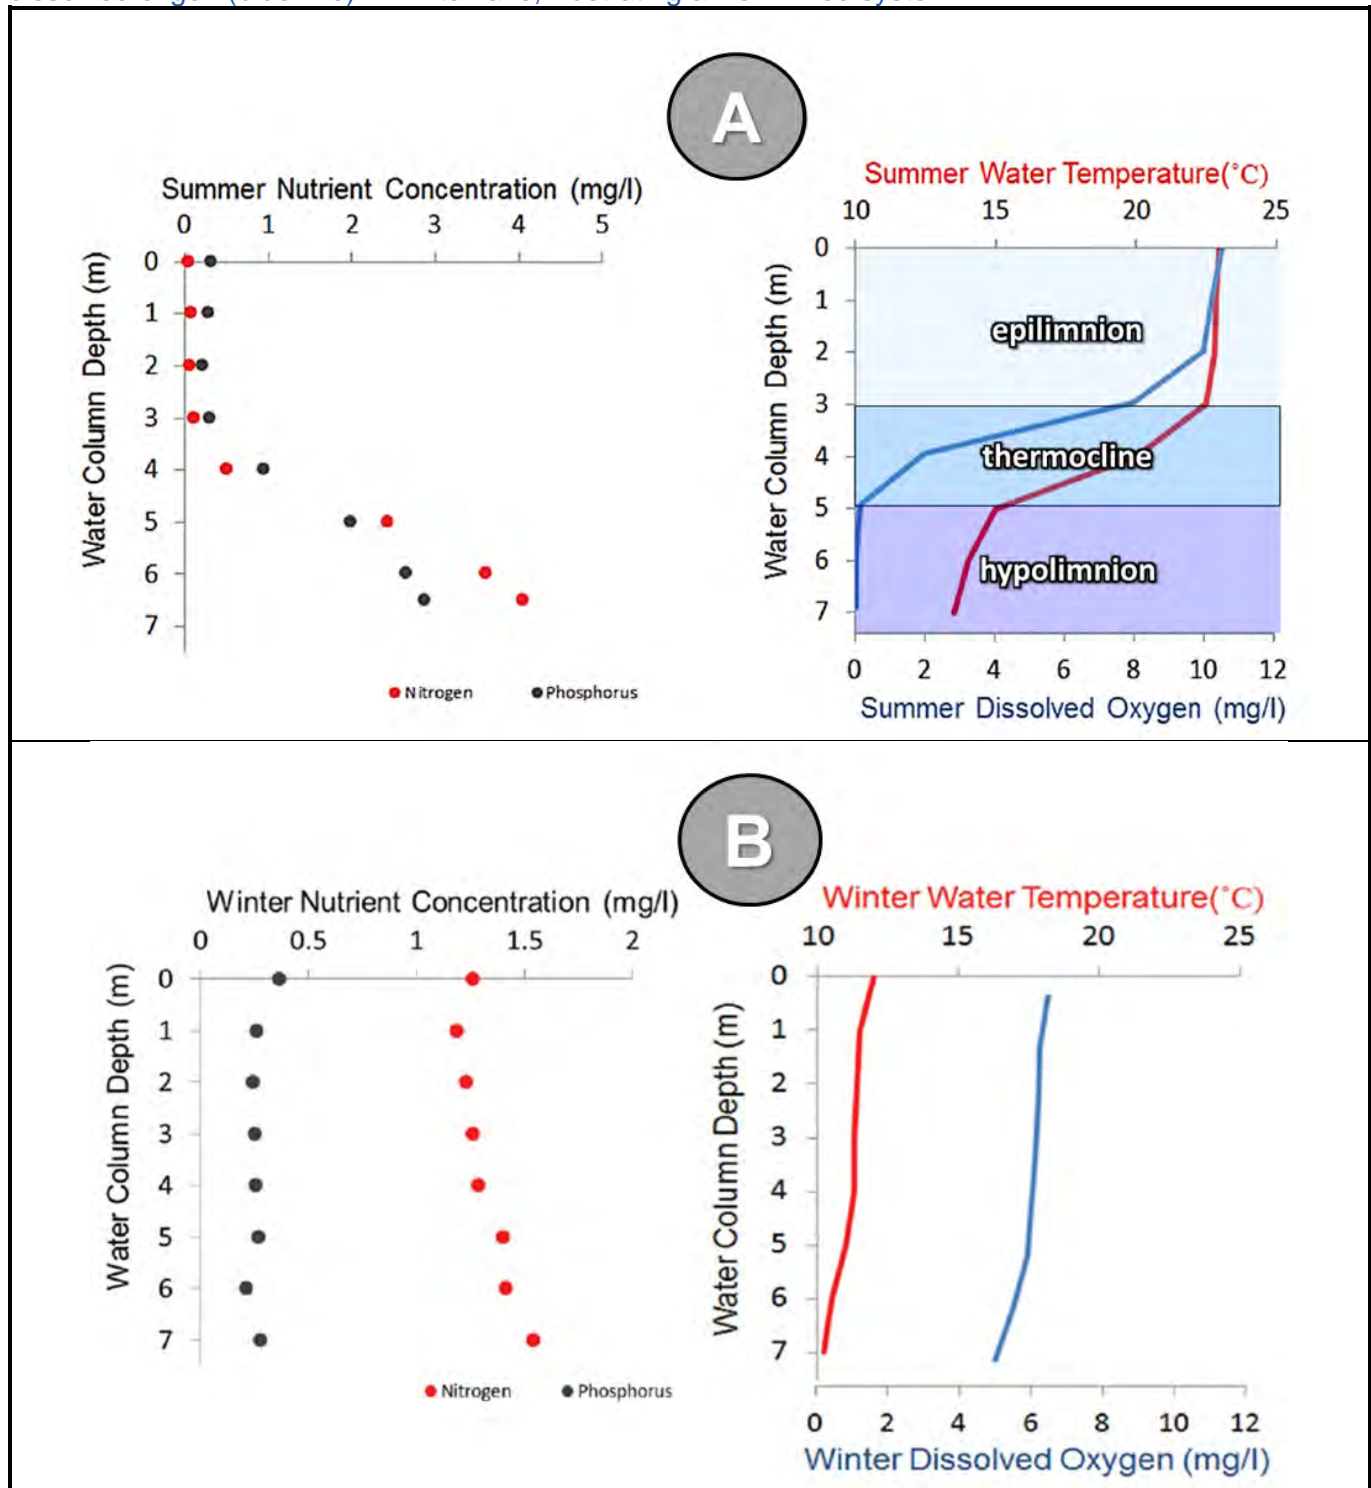 A
Summer Nutrient Concentration (mg/l)
0 1 2 3 4 5
Water Column Depth (m)
0
1
2
3
4
5
6
7
Nitrogen Phosphorus
Summer Water Temperature(˚C)
10 15 20 25
Water Column Depth (m)
0
1
2
3
4
5
6
7
epilimnion
thermocline
hypolimnion
0 2 4 6 8 10 12
Summer Dissolved Oxygen (mg/l)
B
Winter Nutrient Concentration (mg/l)
0 0.5 1 1.5 2
Water Column Depth (m)
0
1
2
3
4
5
6
7
Nitrogen Phosphorus
Winter Water Temperature(˚C)
10 15 20 25
Water Column Depth (m)
0
1
2
3
4
5
6
7
0 2 4 6 8 10 12
Winter Dissolved Oxygen (mg/l)